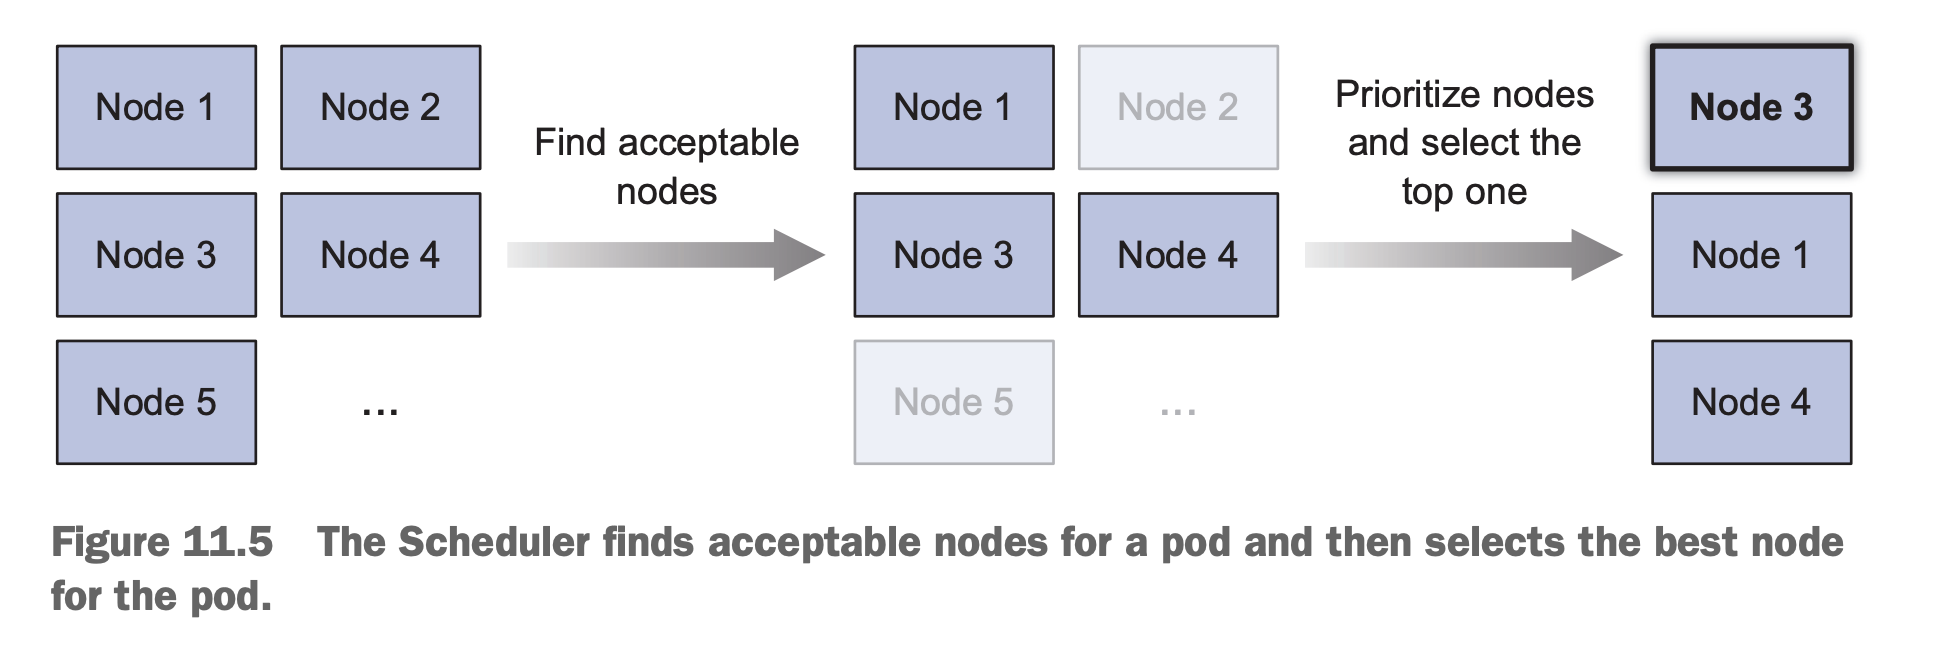 Node 1
Node 2
Node 3
Node 4
Node 5
...
Find acceptable
nodes
Node 1
Node 2
Node 3
Node 4
Node 5
...
Prioritize nodes
and select the
top one
Node 3
Node 1
Node 4
Figure 11.5 The Scheduler finds acceptable nodes for a pod and then selects the best node
for the pod.